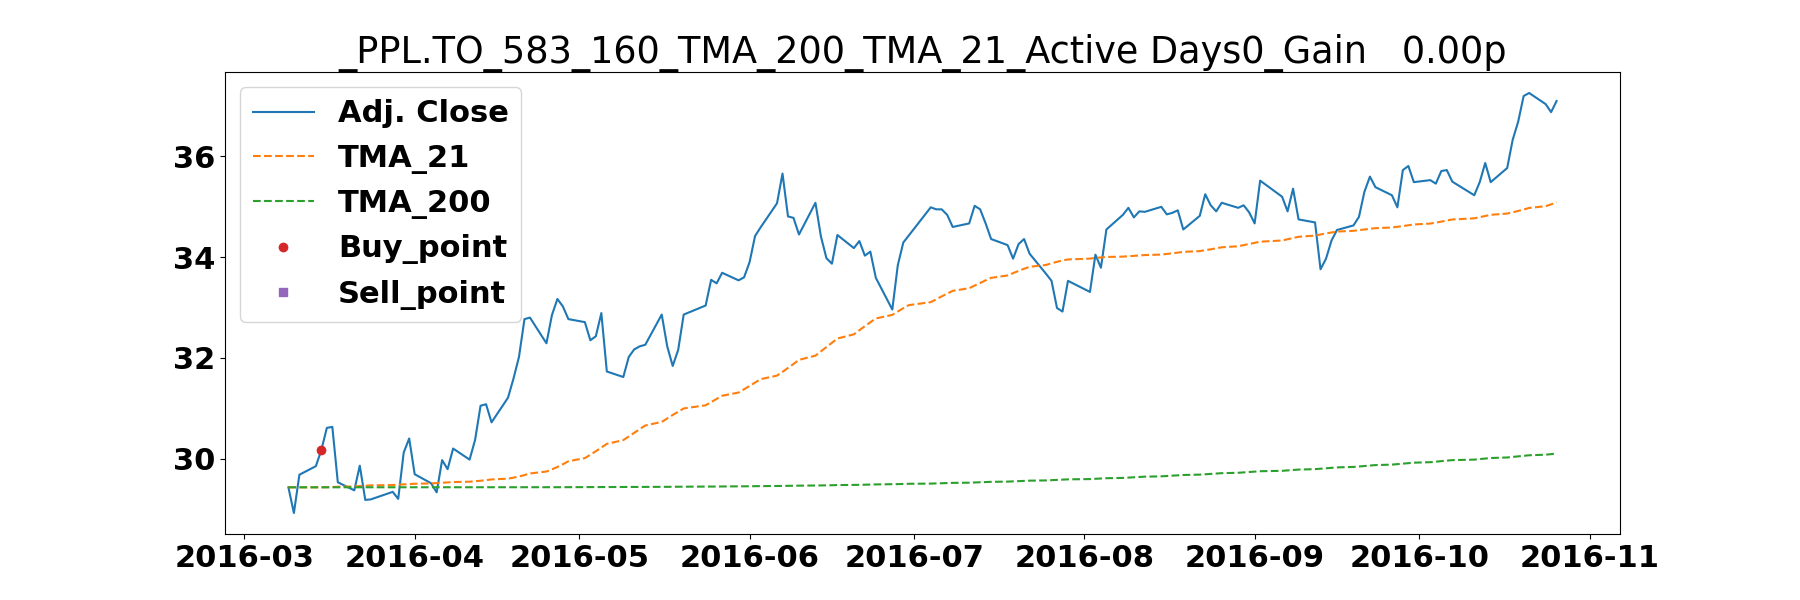 _PPL.TO_583_160_TMA_200_TMA_21_Active Days0_Gain   0.00p
Adj. Close
TMA_21
TMA_200
Buy_point
Sell_point
36
34
32
30
2016-03 2016-04 2016-05 2016-06 2016-07 2016-08 2016-09 2016-10 2016-11